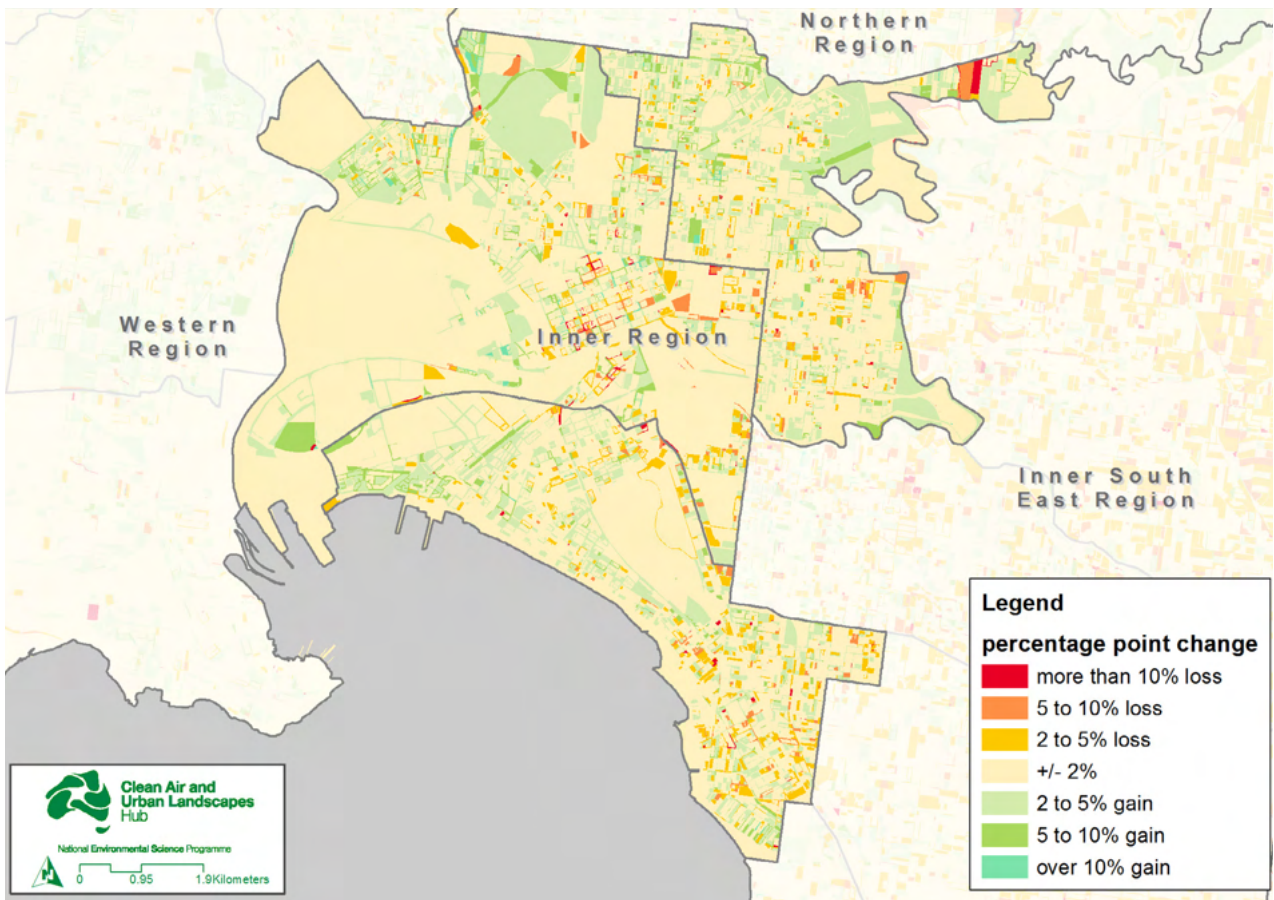 Northern
Region
Western
Region
Inner Region
Inner South
East Region
Legend
percentage point change
more than 10% loss
5 to 10% loss
2 to 5% loss
+/- 2%
2 to 5% gain
5 to 10% gain
over 10% gain
Clean Air and
Urban Landscapes
Hub
National Environmental Science Programme
0 0.95 1.9Kilometers